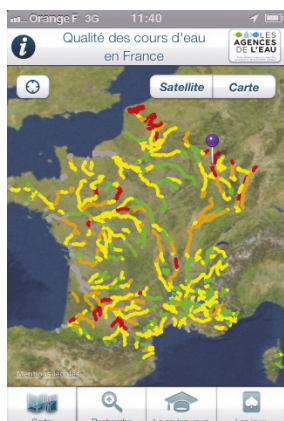 Orange F 3G 11:40
Qualité des cours d'eau
en France
LES
AGENCES
DE L'EAU
Satellite Carte
Mentions légales
Carte Recherche